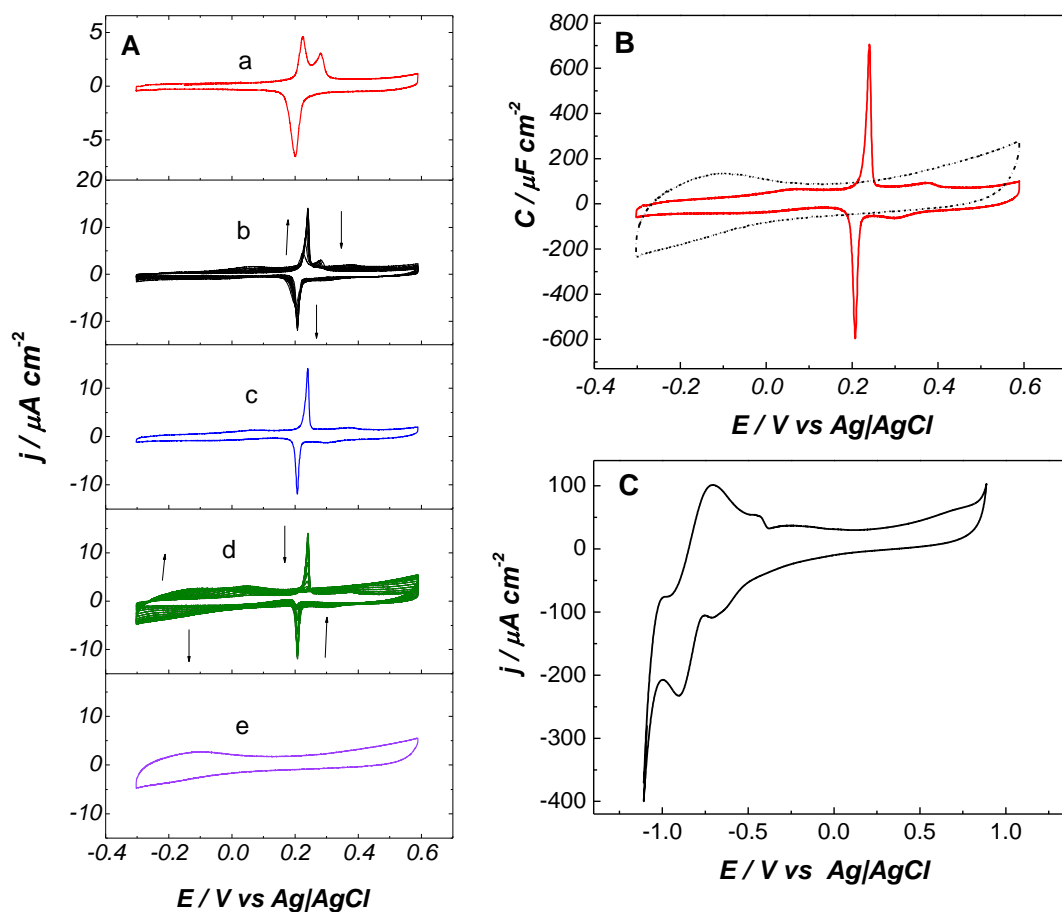 A
a
5
0
-5
20
b
10
0
-10
c
10
0
-10
d
10
0
-10
e
10
0
-10
j / μA cm-2
-0.4 -0.2 0.0 0.2 0.4 0.6
E / V vs Ag|AgCl
B
800
600
400
200
0
-200
-400
-600
C / μF cm-2
-0.4 -0.2 0.0 0.2 0.4 0.6
E / V vs Ag|AgCl
C
100
0
-100
-200
-300
-400
j / μA cm-2
-1.0 -0.5 0.0 0.5 1.0
E / V vs Ag|AgCl